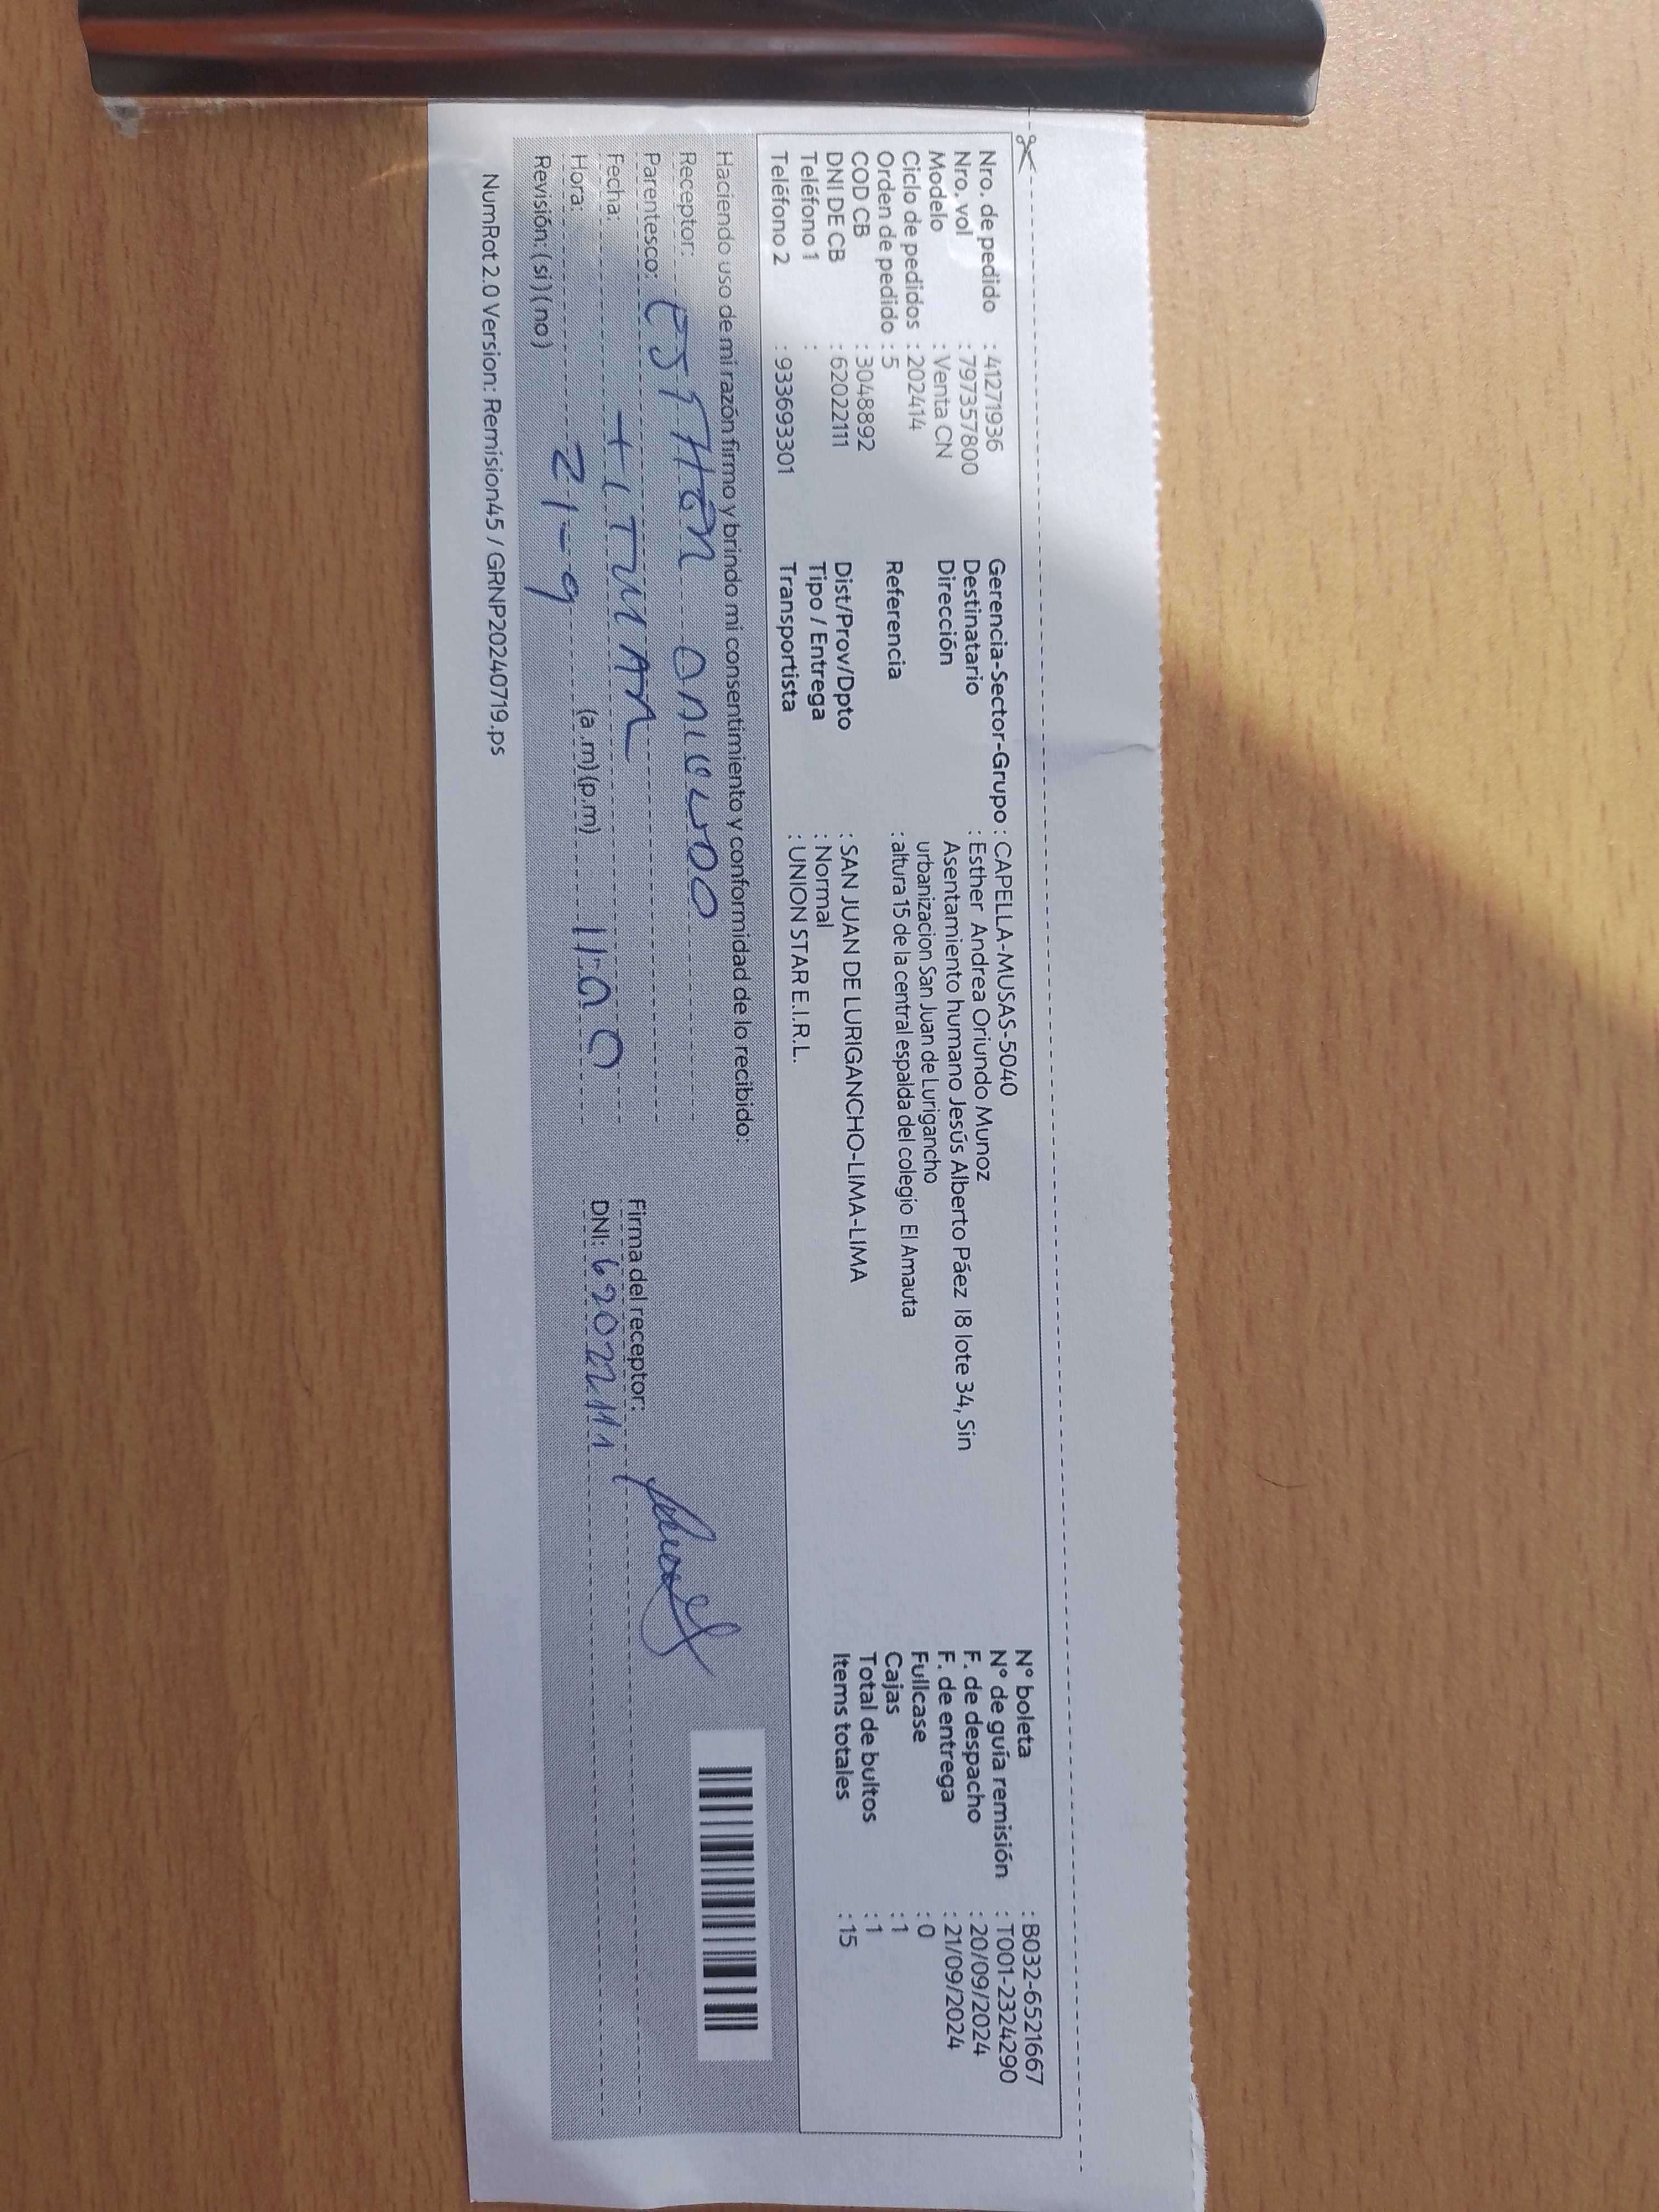 Nro. de pedido : 41271936
Nro. vol : 797357800
Modelo : Venta CN
Ciclo de pedidos : 202414
Orden de pedido : 5
COD CB : 3048892
DNI DE CB : 62022111
Teléfono 1 :
Teléfono 2 : 933693301
Gerencia-Sector-Grupo : CAPELLA-MUSAS-5040
Destinatario : Esther Andrea Oriundo Munoz
Dirección Asentamiento humano Jesús Alberto Páez I8 lote 34, Sin
urbanizacion San Juan de Lurigancho
Referencia : altura 15 de la central espalda del colegio El Amauta
Dist/Prov/Dpto : SAN JUAN DE LURIGANCHO-LIMA-LIMA
Tipo / Entrega : Normal
Transportista : UNION STAR E.I.R.L.
N° boleta : B032-6521667
N° de guía remisión : T001-2324290
F. de despacho : 20/09/2024
F. de entrega : 21/09/2024
Fullcase : 0
Cajas : 1
Total de bultos : 1
Items totales : 15
Haciendo uso de mi razón firmo y brindo mi consentimiento y conformidad de lo recibido:
Receptor: ESTHER
Parentesco: TITULAR
Fecha: 21-9
Hora: (a.m)(p.m)
Revisión: (si) (no)
Firma del receptor:
DNI: 62022111
NumRot 2.0 Version: Remision45 / GRNP20240719.ps